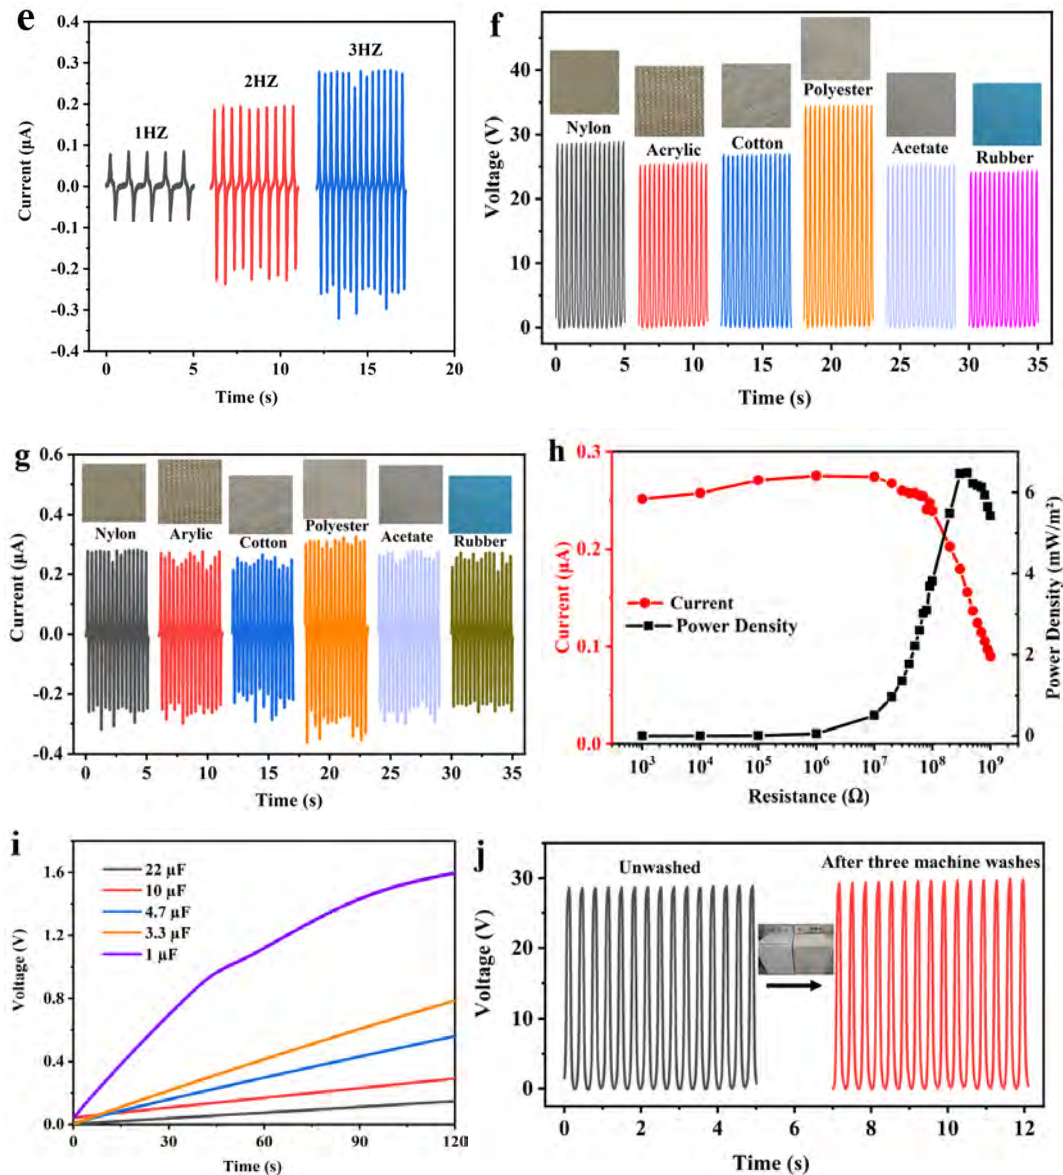 e
0.4
0.3
0.2
0.1
0.0
-0.1
-0.2
-0.3
-0.4
Current (µA)
1HZ
2HZ
3HZ
0 5 10 15 20
Time (s)
f
40
30
20
10
0
Voltage (V)
Nylon
Acrylic
Cotton
Polyester
Acetate
Rubber
0 5 10 15 20 25 30 35
Time (s)
g
0.6
0.4
0.2
0.0
-0.2
-0.4
Current (µA)
Nylon
Arylic
Cotton
Polyester
Acetate
Rubber
0 5 10 15 20 25 30 35
Time (s)
h
0.3
0.2
0.1
0.0
Current (µA)
Current
Power Density
6
4
2
0
Power Density (mW/m²)
10³ 10⁴ 10⁵ 10⁶ 10⁷ 10⁸ 10⁹
Resistance (Ω)
i
1.6
1.2
0.8
0.4
0.0
Voltage (V)
22 µF
10 µF
4.7 µF
3.3 µF
1 µF
0 30 60 90 120
Time (s)
j
30
20
10
0
Voltage (V)
Unwashed
After three machine washes
0 2 4 6 8 10 12
Time (s)